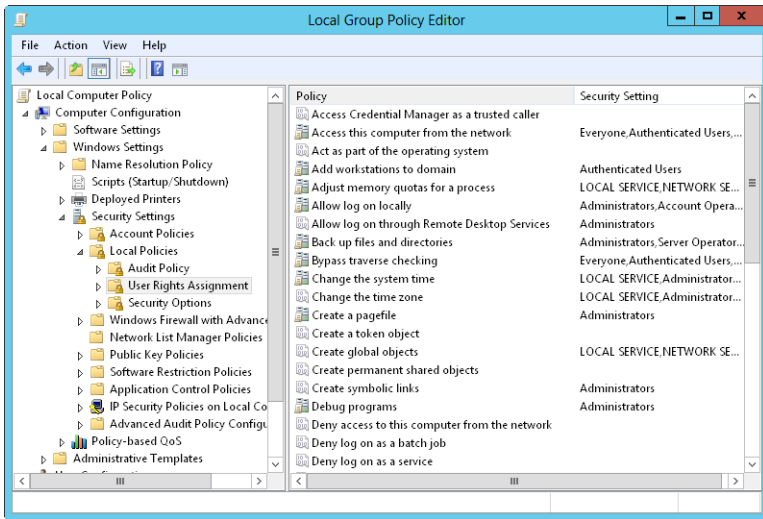 Local Group Policy Editor
File Action View Help
Local Computer Policy
Computer Configuration
Software Settings
Windows Settings
Name Resolution Policy
Scripts (Startup/Shutdown)
Deployed Printers
Security Settings
Account Policies
Local Policies
Audit Policy
User Rights Assignment
Security Options
Windows Firewall with Advance
Network List Manager Policies
Public Key Policies
Software Restriction Policies
Application Control Policies
IP Security Policies on Local Co
Advanced Audit Policy Configu
Policy-based QoS
Administrative Templates
Policy Security Setting
Access Credential Manager as a trusted caller
Access this computer from the network Everyone,Authenticated Users,...
Act as part of the operating system
Add workstations to domain Authenticated Users
Adjust memory quotas for a process LOCAL SERVICE,NETWORK SE...
Allow log on locally Administrators,Account Opera...
Allow log on through Remote Desktop Services Administrators
Back up files and directories Administrators,Server Operator...
Bypass traverse checking Everyone,Authenticated Users,...
Change the system time LOCAL SERVICE,Administrator...
Change the time zone LOCAL SERVICE,Administrator...
Create a pagefile Administrators
Create a token object
Create global objects LOCAL SERVICE,NETWORK SE...
Create permanent shared objects
Create symbolic links Administrators
Debug programs Administrators
Deny access to this computer from the network
Deny log on as a batch job
Deny log on as a service